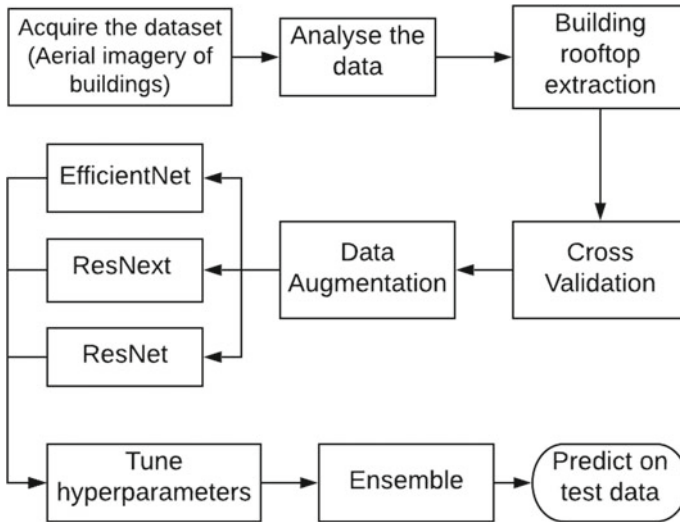 Acquire the dataset
(Aerial imagery of
buildings)
Analyse the
data
Building
rooftop
extraction
Cross
Validation
Data
Augmentation
EfficientNet
ResNext
ResNet
Tune
hyperparameters
Ensemble
Predict on
test data